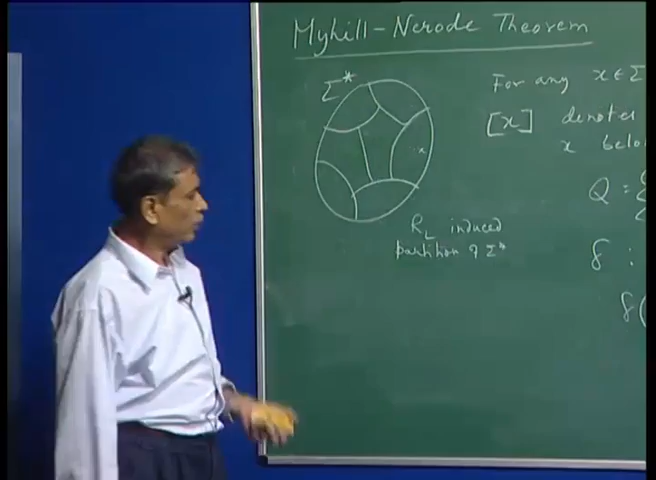 Myhill - Nerode Theorem
Σ*
x
R_L induced
partition of Σ*
For any x ∈ Σ
[x] denotes
x belo
Q = {
δ :
δ(